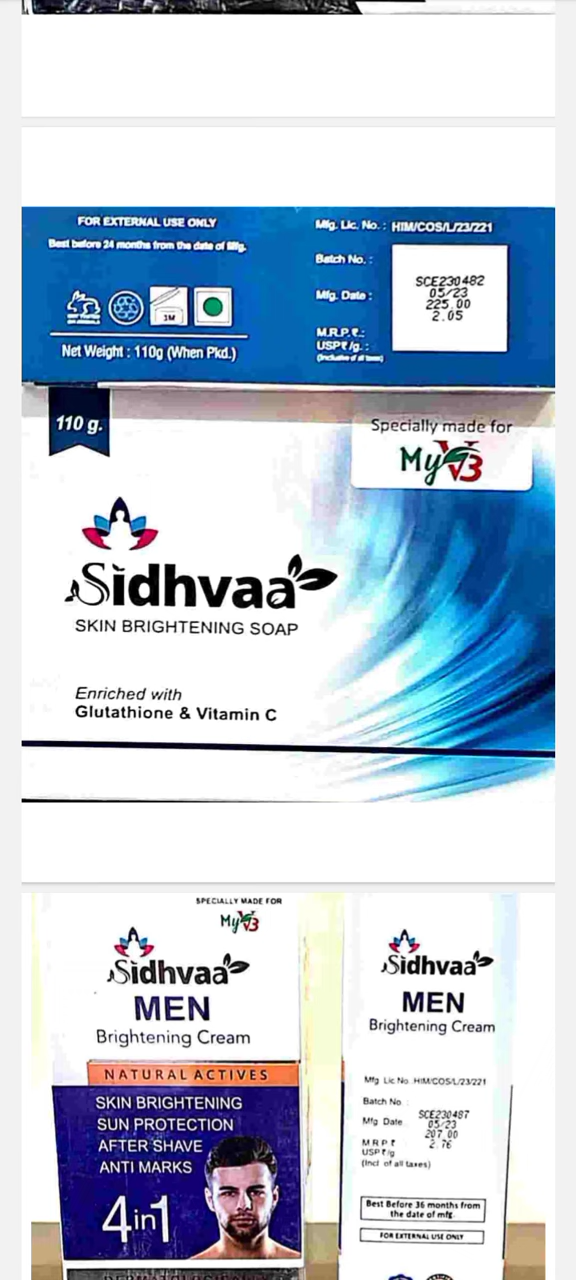 FOR EXTERNAL USE ONLY
Best before 24 months from the date of Mfg.
3M
Net Weight : 110g (When Pkd.)
Mfg. Lic. No. : HIM/COS/L/23/221
Batch No. :
Mfg. Date :
M.R.P.₹.:
USP₹/g. :
(Inclusive of all taxes)
SCE230482
05/23
225.00
2.05
110 g.
Specially made for
MyV3
Sidhvaa
SKIN BRIGHTENING SOAP
Enriched with
Glutathione & Vitamin C
SPECIALLY MADE FOR
MyV3
Sidhvaa
MEN
Brightening Cream
NATURAL ACTIVES
SKIN BRIGHTENING
SUN PROTECTION
AFTER SHAVE
ANTI MARKS
4in1
Sidhvaa
MEN
Brightening Cream
Mfg Lic No HIM/COS/L/23/221
Batch No :
Mfg Date
M R P ₹
USP ₹/g
(Incl of all taxes)
SCE230487
05/23
207.00
2.76
Best Before 36 months from
the date of mfg.
FOR EXTERNAL USE ONLY